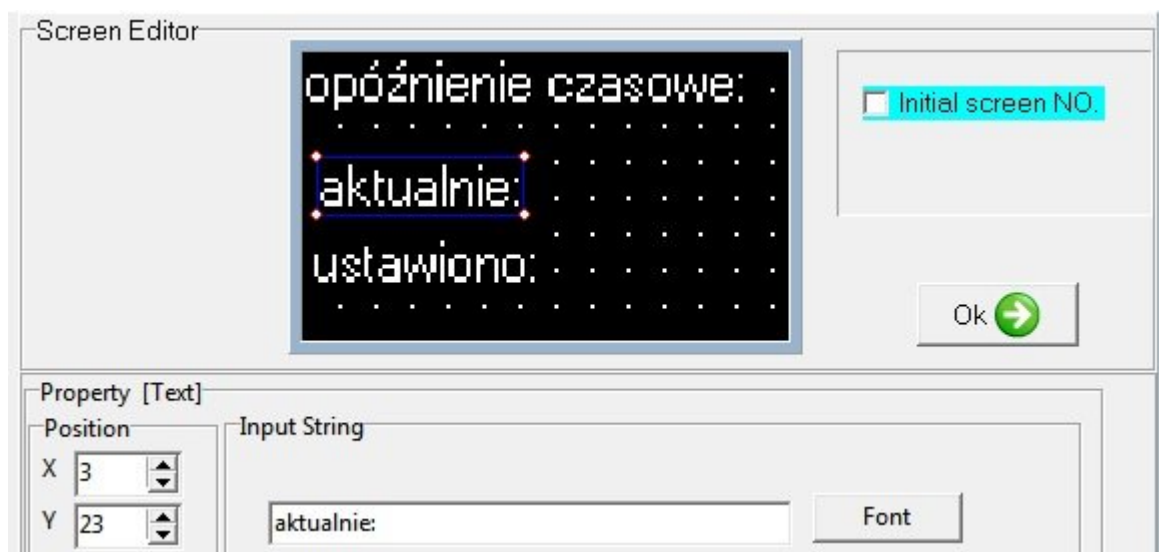 Screen Editor
opóźnienie czasowe:
Initial screen NO.
aktualnie:
ustawiono:
Ok
Property [Text]
Position
Input String
X 3
Y 23
aktualnie:
Font